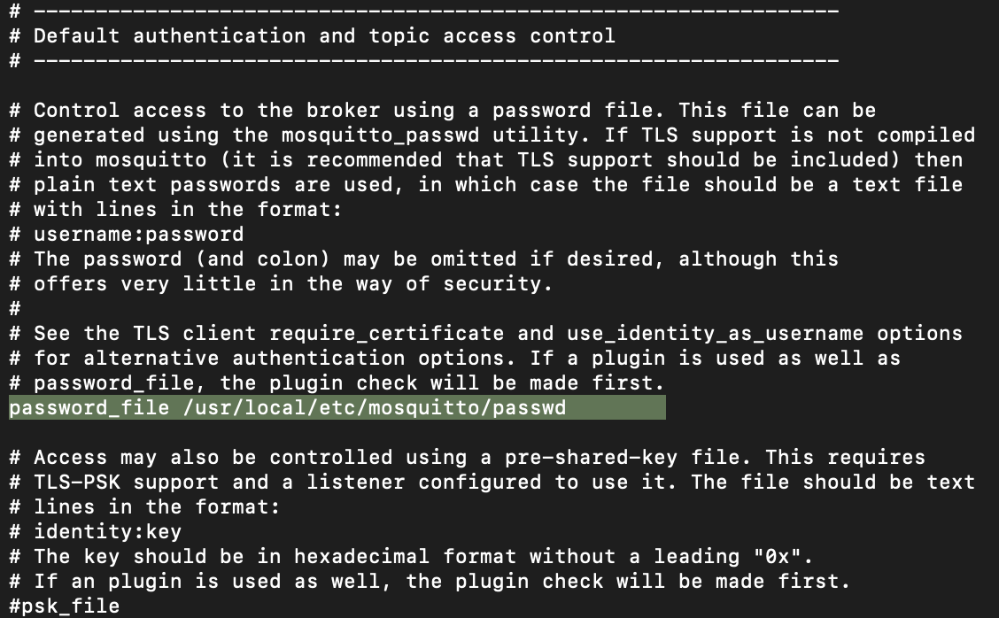 # -----------------------------------------------------------------
# Default authentication and topic access control
# -----------------------------------------------------------------
# Control access to the broker using a password file. This file can be
# generated using the mosquitto_passwd utility. If TLS support is not compiled
# into mosquitto (it is recommended that TLS support should be included) then
# plain text passwords are used, in which case the file should be a text file
# with lines in the format:
# username:password
# The password (and colon) may be omitted if desired, although this
# offers very little in the way of security.
#
# See the TLS client require_certificate and use_identity_as_username options
# for alternative authentication options. If a plugin is used as well as
# password_file, the plugin check will be made first.
password_file /usr/local/etc/mosquitto/passwd
# Access may also be controlled using a pre-shared-key file. This requires
# TLS-PSK support and a listener configured to use it. The file should be text
# lines in the format:
# identity:key
# The key should be in hexadecimal format without a leading "0x".
# If an plugin is used as well, the plugin check will be made first.
#psk_file